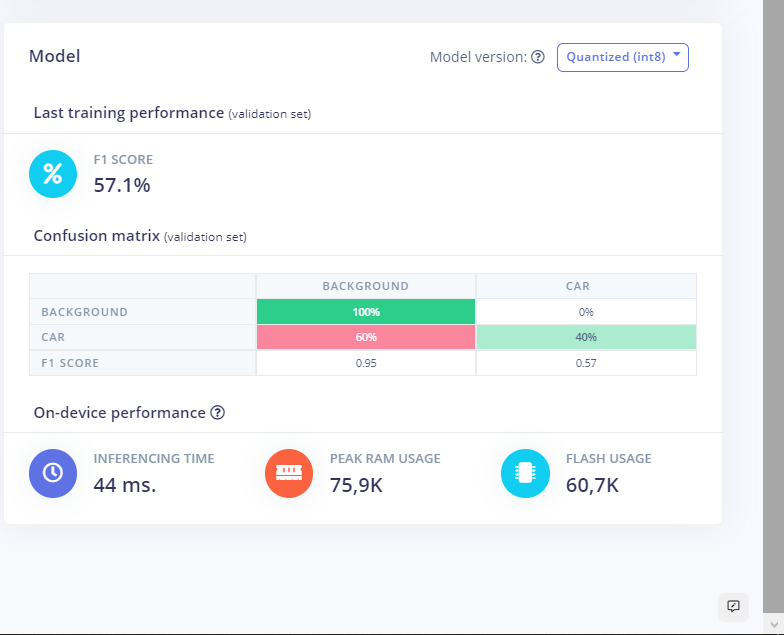 Model
Model version: Quantized (int8)
Last training performance (validation set)
%
F1 SCORE
57.1%
Confusion matrix (validation set)
BACKGROUND CAR
BACKGROUND 100% 0%
CAR 60% 40%
F1 SCORE 0.95 0.57
On-device performance
INFERENCING TIME
44 ms.
PEAK RAM USAGE
75,9K
FLASH USAGE
60,7K